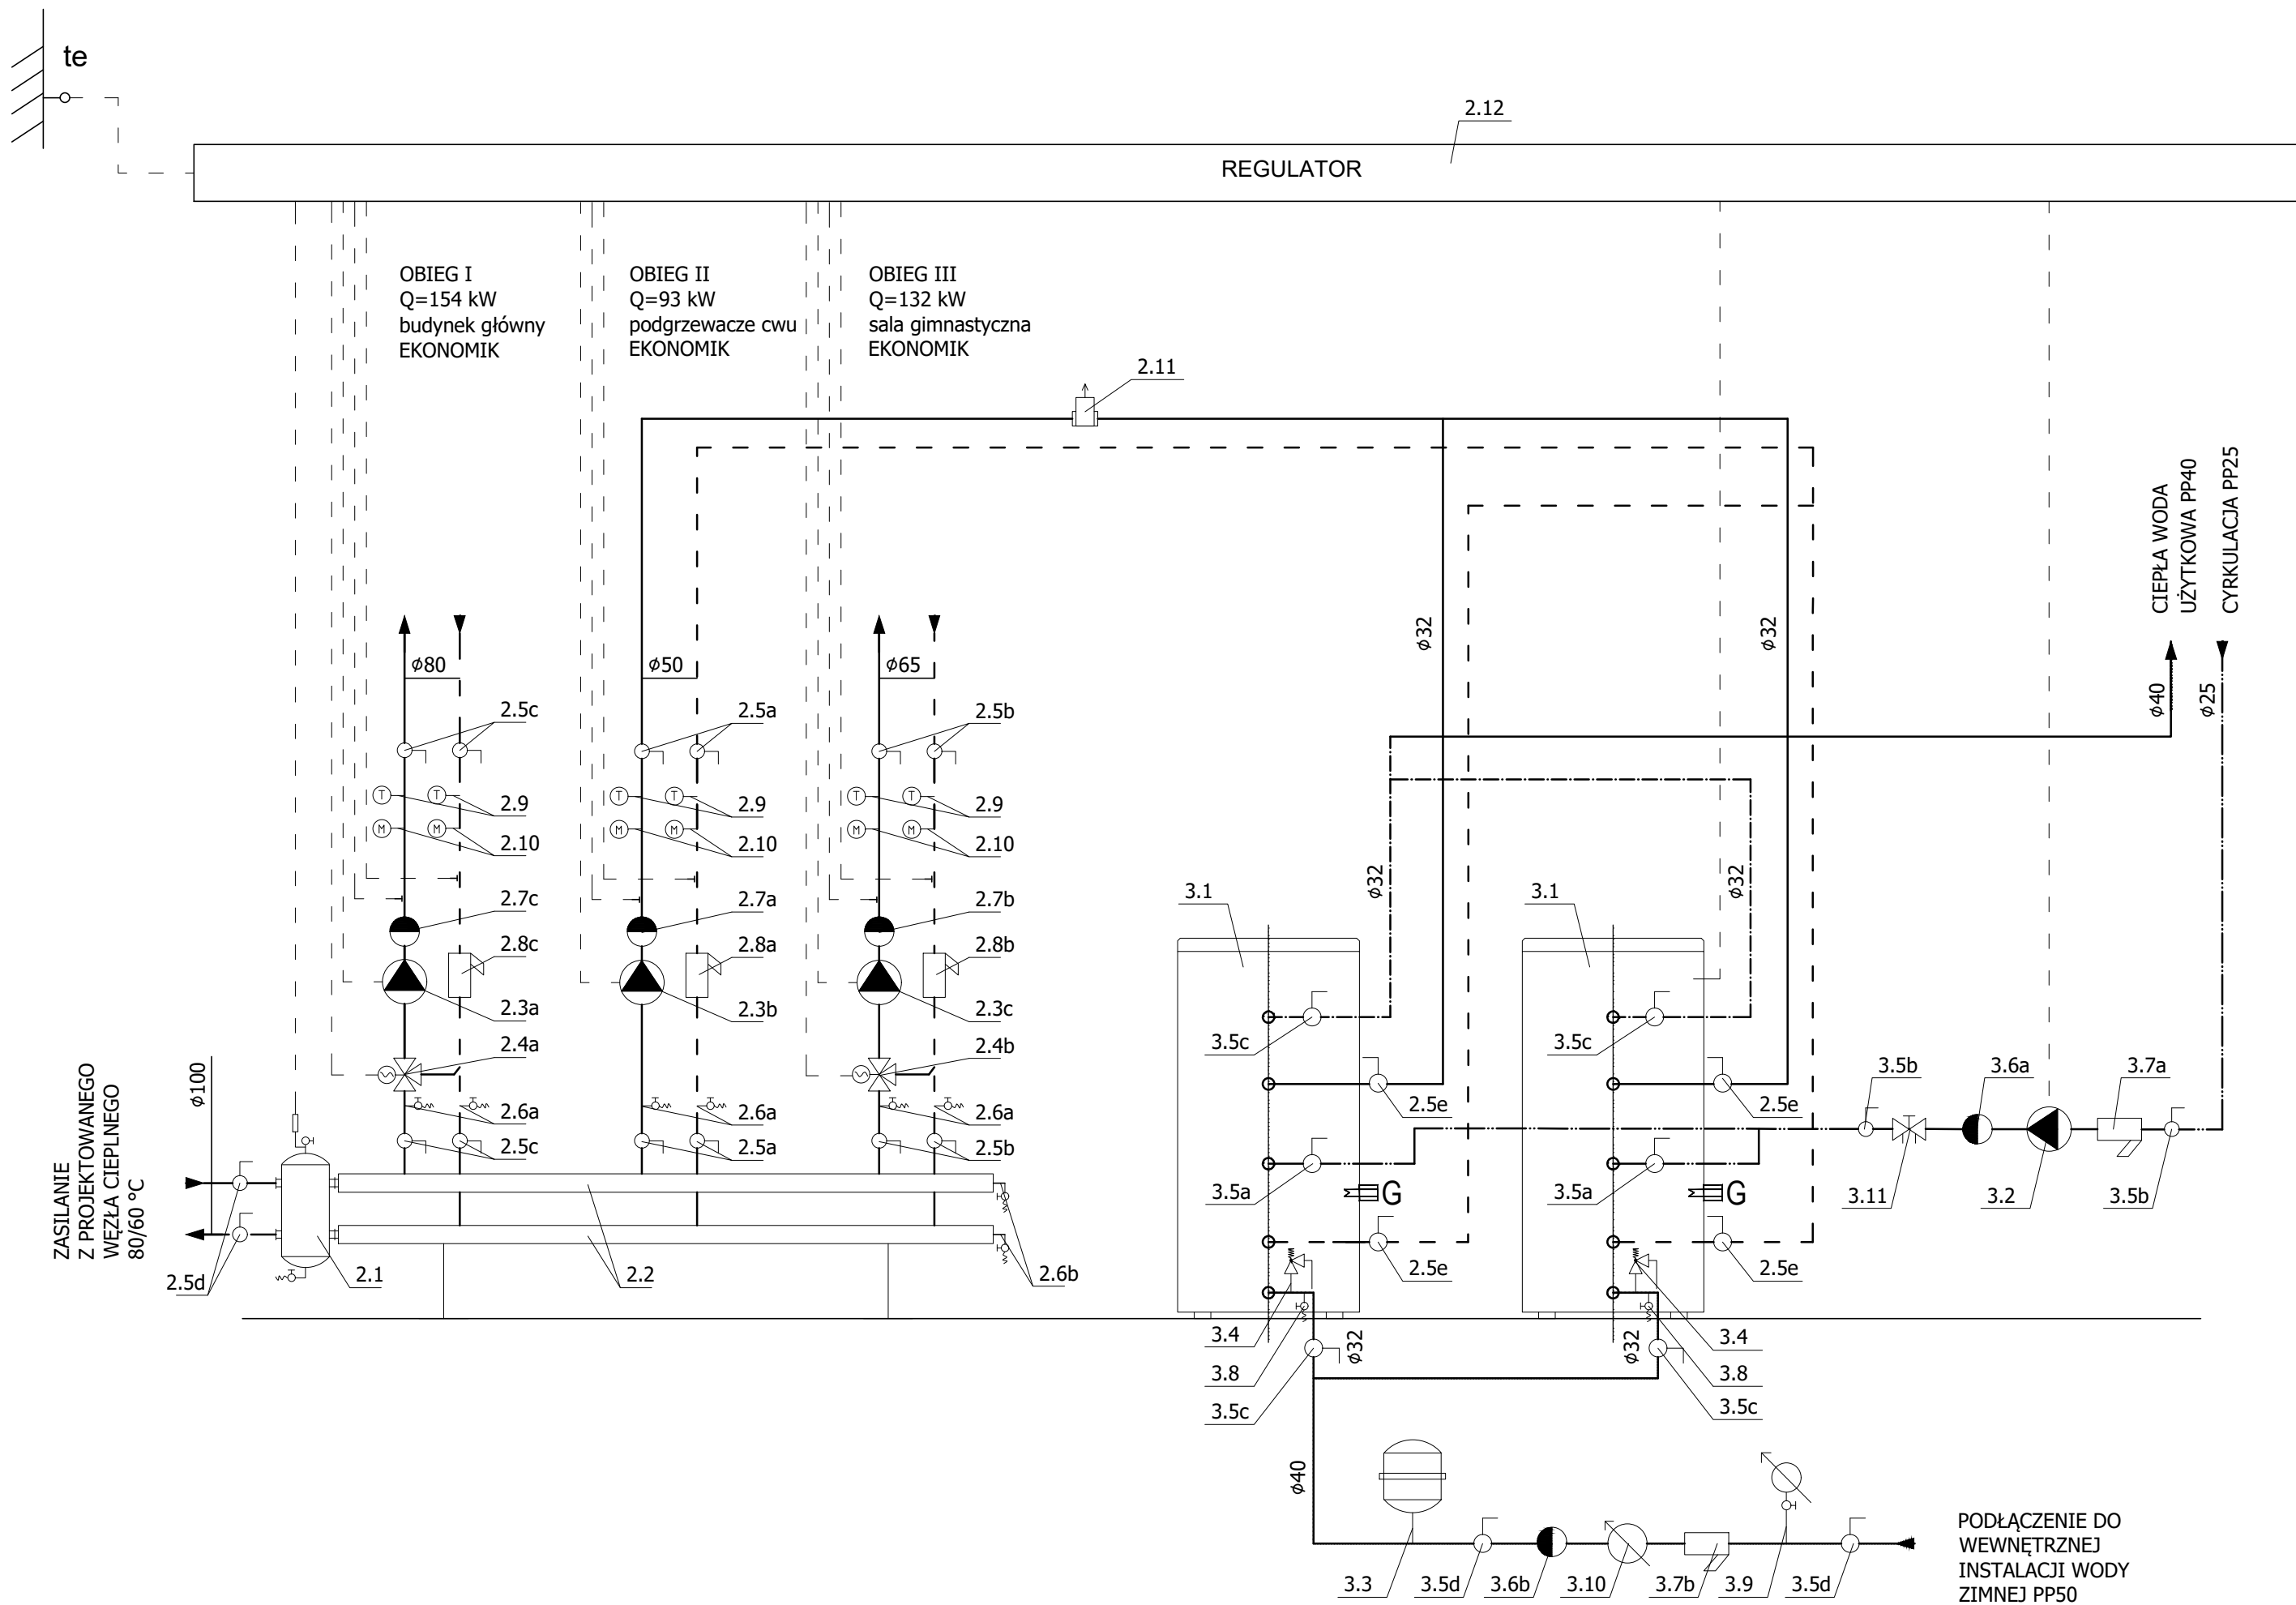 te
2.12
REGULATOR
OBIEG I
Q=154 kW
budynek główny
EKONOMIK
OBIEG II
Q=93 kW
podgrzewacze cwu
EKONOMIK
OBIEG III
Q=132 kW
sala gimnastyczna
EKONOMIK
2.11
CIEPŁA WODA
UŻYTKOWA PP40
CYRKULACJA PP25
ϕ32
ϕ32
ϕ80
ϕ50
ϕ65
ϕ40
ϕ25
2.5c
2.5a
2.5b
T
T
2.9
T
T
2.9
T
T
2.9
M
M
2.10
M
M
2.10
M
M
2.10
ϕ32
ϕ32
3.1
3.1
2.7c
2.7a
2.7b
2.8c
2.8a
2.8b
2.3a
2.3b
2.3c
2.4a
2.4b
3.5c
3.5c
ZASILANIE
Z PROJEKTOWANEGO
WĘZŁA CIEPLNEGO
80/60 °C
ϕ100
2.6a
2.6a
2.6a
2.5e
2.5e
3.5b
3.6a
3.7a
2.5c
2.5a
2.5b
3.5a
G
3.5a
G
3.11
3.2
3.5b
2.5d
2.1
2.2
2.6b
2.5e
2.5e
3.4
ϕ32
ϕ32
3.4
3.8
3.8
3.5c
3.5c
ϕ40
3.3
3.5d
3.6b
3.10
3.7b
3.9
3.5d
PODŁĄCZENIE DO
WEWNĘTRZNEJ
INSTALACJI WODY
ZIMNEJ PP50